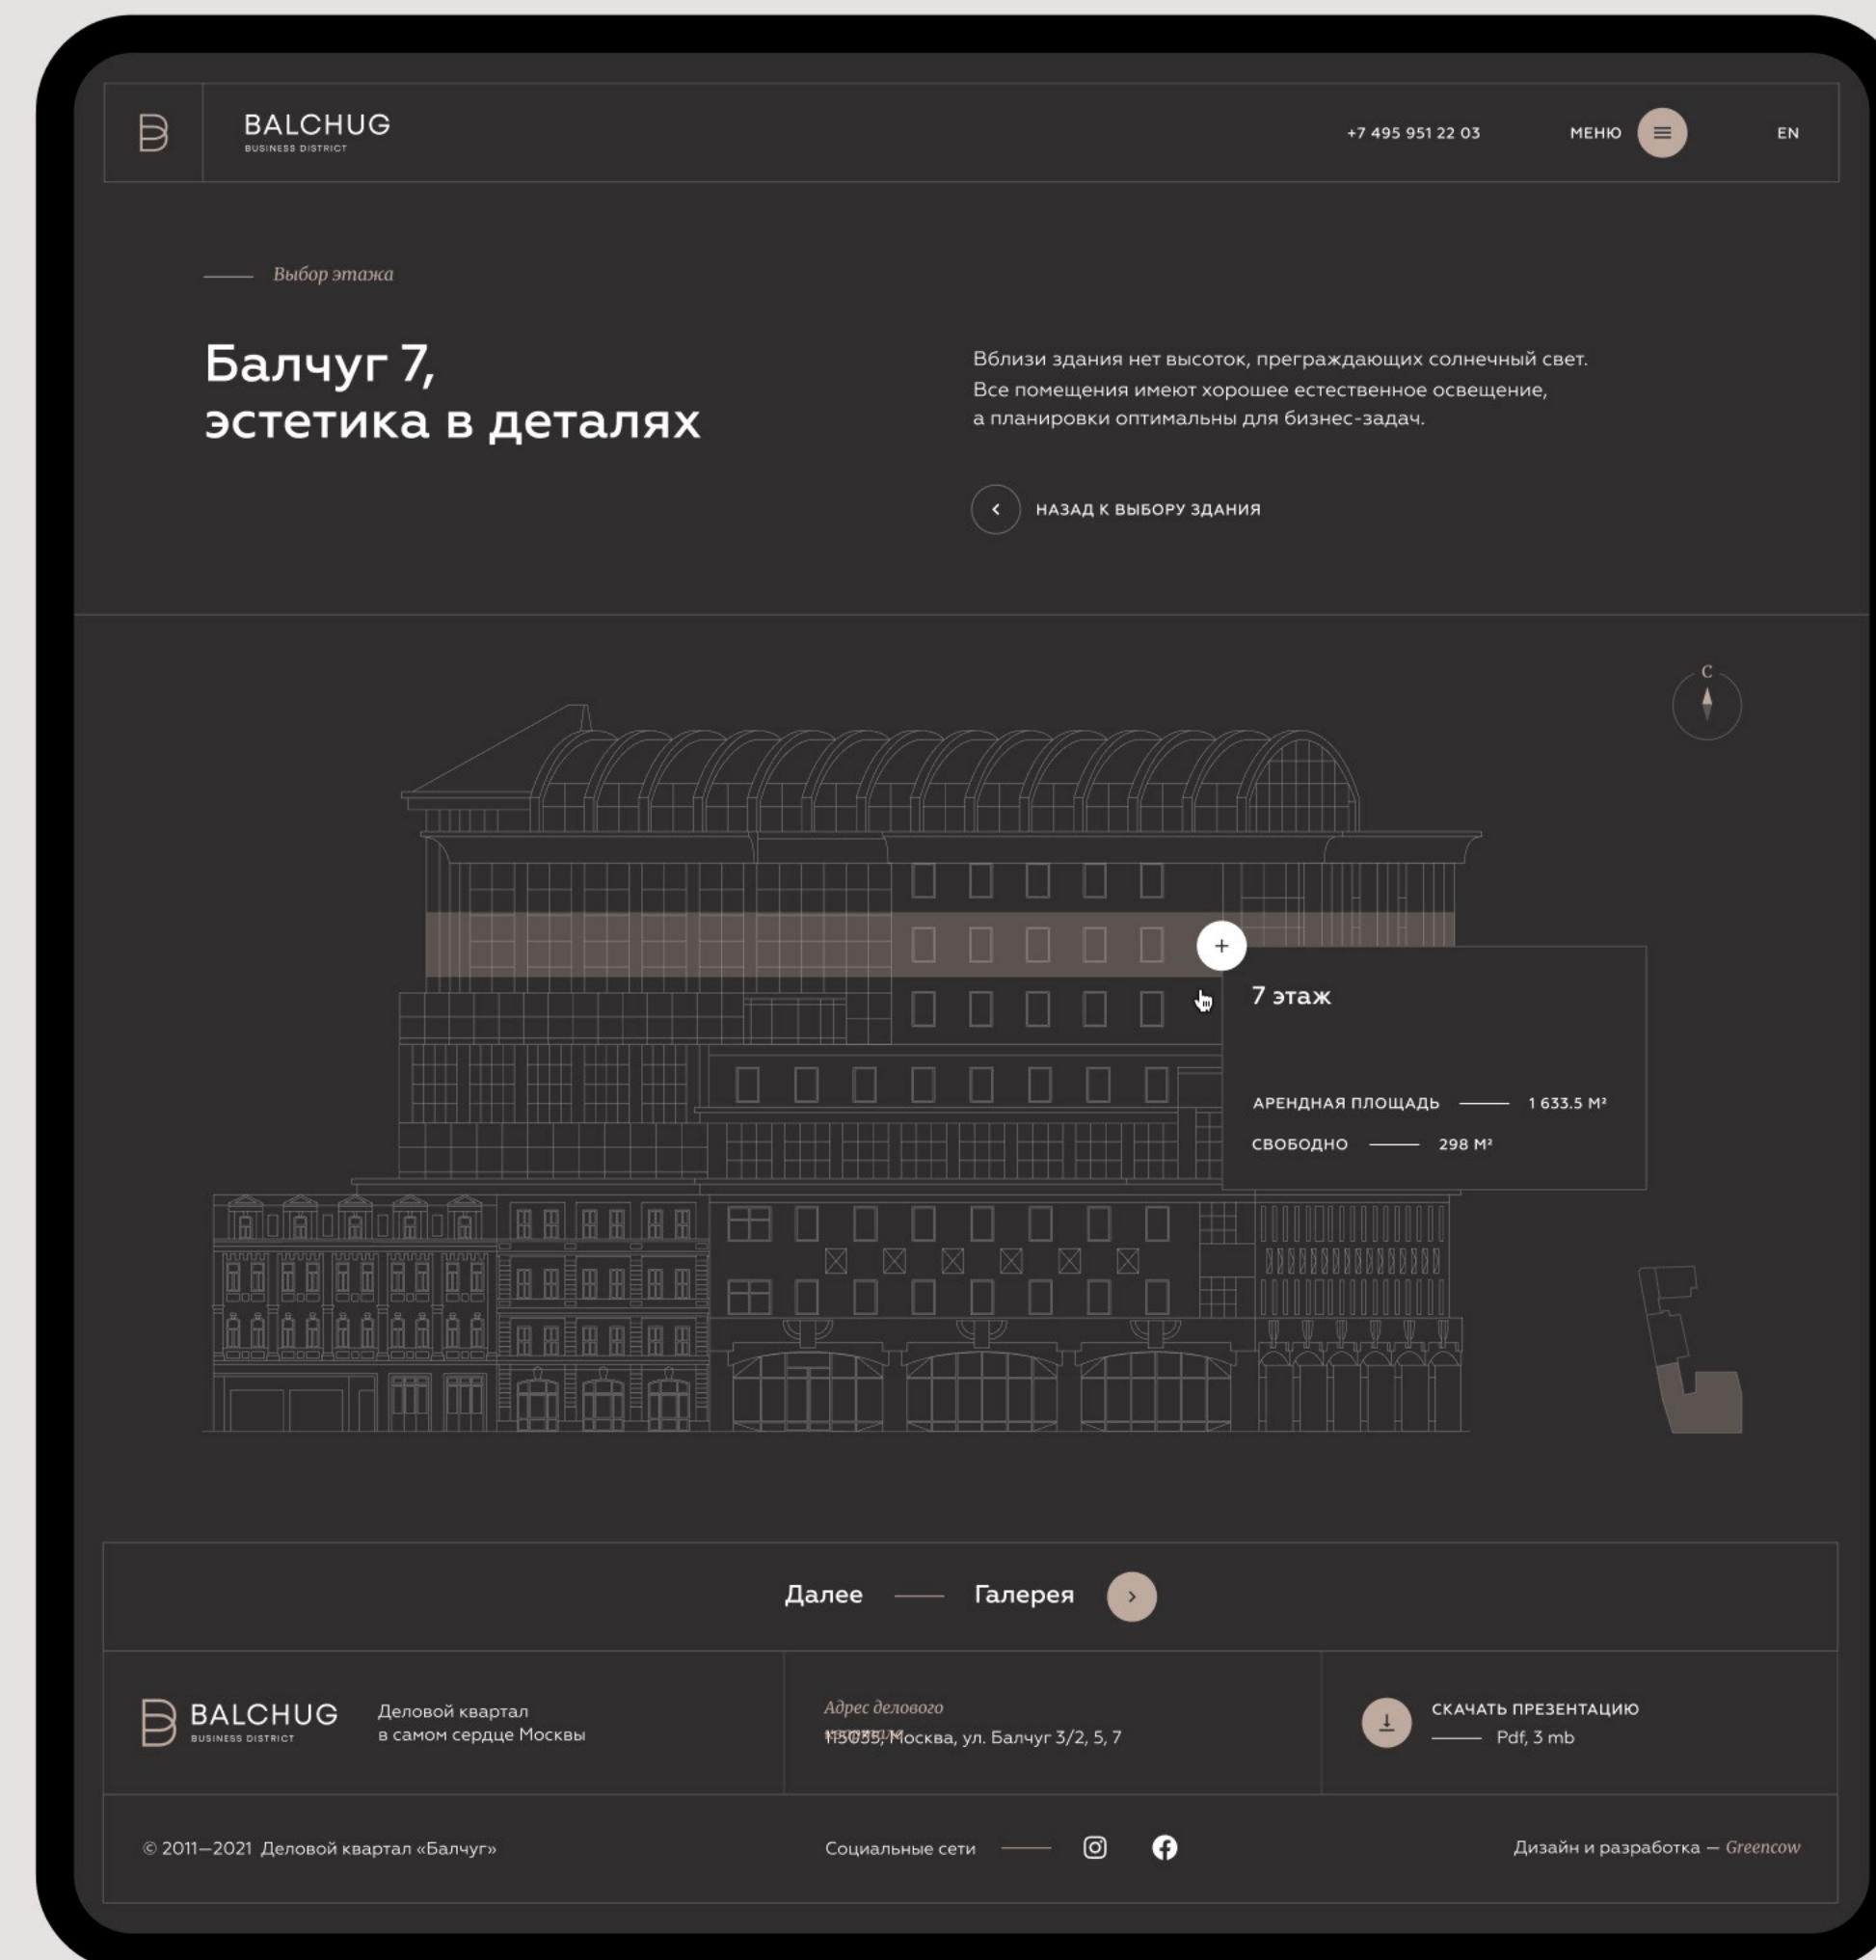 BALCHUG
BUSINESS DISTRICT
+7 495 951 22 03
МЕНЮ
EN
Выбор этажа
Балчуг 7,
эстетика в деталях
Вблизи здания нет высоток, преграждающих солнечный свет.
Все помещения имеют хорошее естественное освещение,
а планировки оптимальны для бизнес-задач.
НАЗАД К ВЫБОРУ ЗДАНИЯ
С
7 этаж
АРЕНДНАЯ ПЛОЩАДЬ 1 633.5 М²
СВОБОДНО 298 М²
Далее — Галерея
BALCHUG
BUSINESS DISTRICT
Деловой квартал
в самом сердце Москвы
Адрес делового
115035, Москва, ул. Балчуг 3/2, 5, 7
СКАЧАТЬ ПРЕЗЕНТАЦИЮ
Pdf, 3 mb
© 2011—2021 Деловой квартал «Балчуг»
Социальные сети
Дизайн и разработка — Greencow